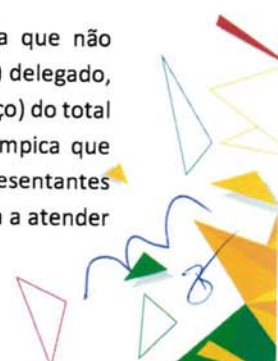 a que não
) delegado,
ço) do total
mpica que
esentantes
a a atender